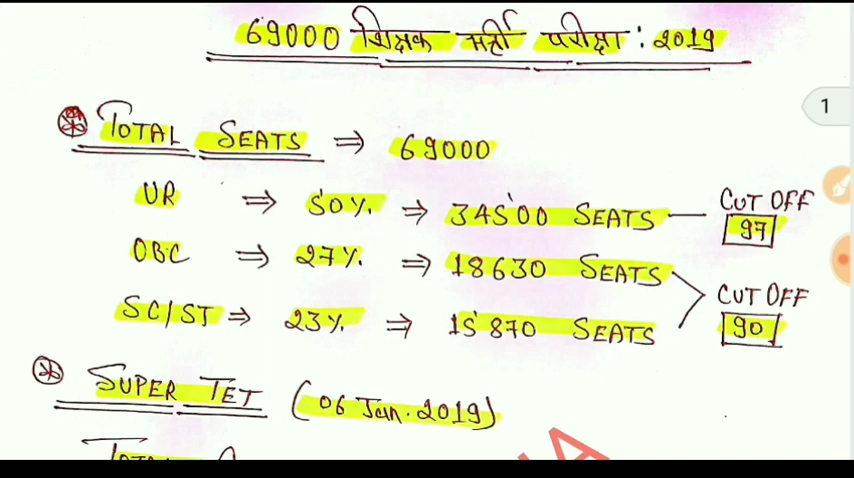 69000 शिक्षक भर्ती परीक्षा : 2019
1
TOTAL SEATS ⇒ 69000
UR ⇒ 50% ⇒ 34500 SEATS — CUT OFF 97
OBC ⇒ 27% ⇒ 18630 SEATS
SC/ST ⇒ 23% ⇒ 15870 SEATS
CUT OFF 90
SUPER TET (06 Jan. 2019)